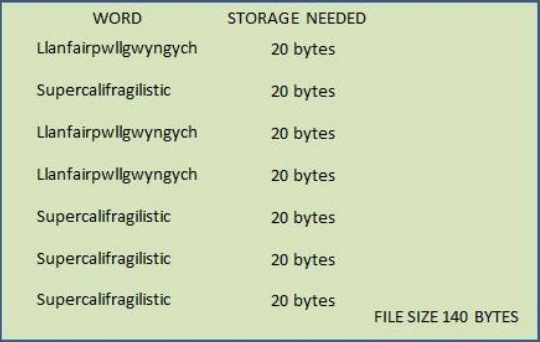 WORD STORAGE NEEDED
Llanfairpwllgwyngych 20 bytes
Supercalifragilistic 20 bytes
Llanfairpwllgwyngych 20 bytes
Llanfairpwllgwyngych 20 bytes
Supercalifragilistic 20 bytes
Supercalifragilistic 20 bytes
Supercalifragilistic 20 bytes
FILE SIZE 140 BYTES